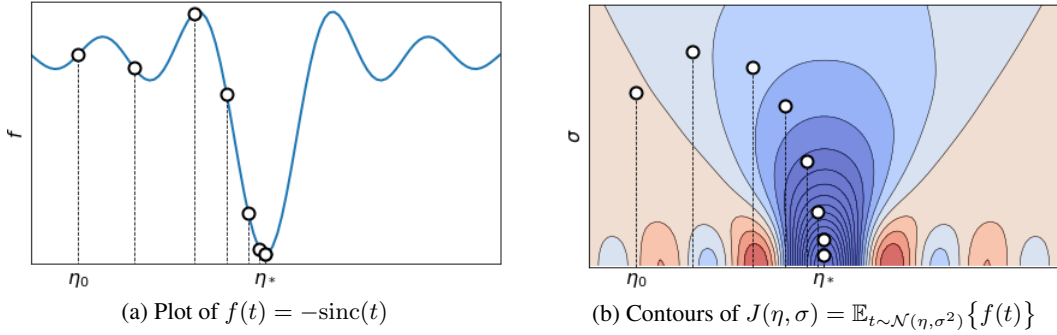 f
η₀
η*
(a) Plot of f(t) = −sinc(t)
σ
η₀
η*
(b) Contours of J(η, σ) = 𝔼ₜ∼𝒩(η,σ²){f(t)}